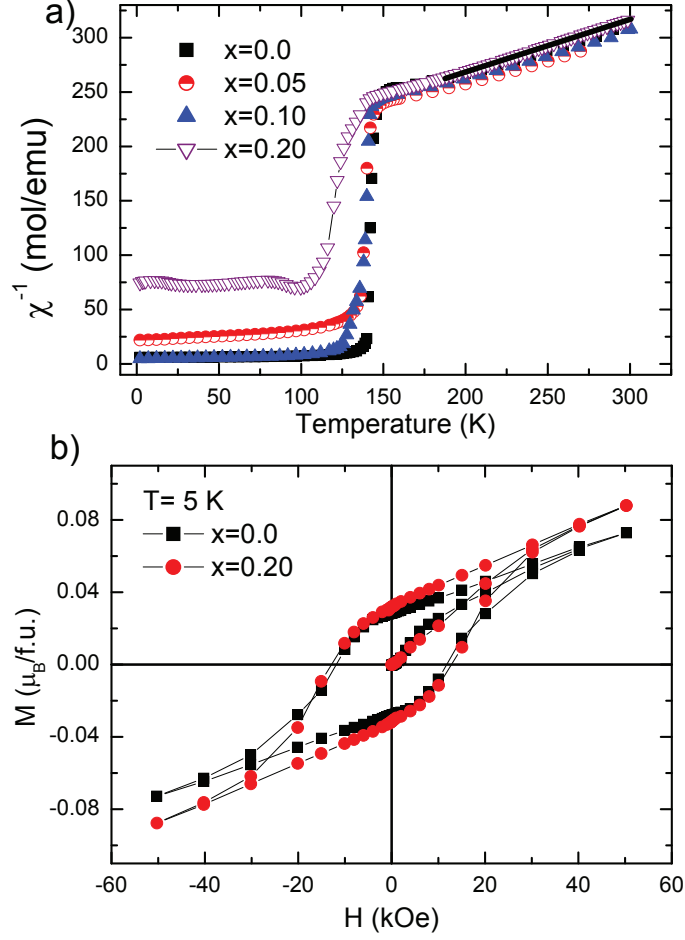 a)
300
250
200
150
100
50
0
χ⁻¹ (mol/emu)
x=0.0
x=0.05
x=0.10
x=0.20
0 50 100 150 200 250 300
Temperature (K)
b)
0.08
0.04
0.00
-0.04
-0.08
M (μB/f.u.)
T= 5 K
x=0.0
x=0.20
-60 -40 -20 0 20 40 60
H (kOe)